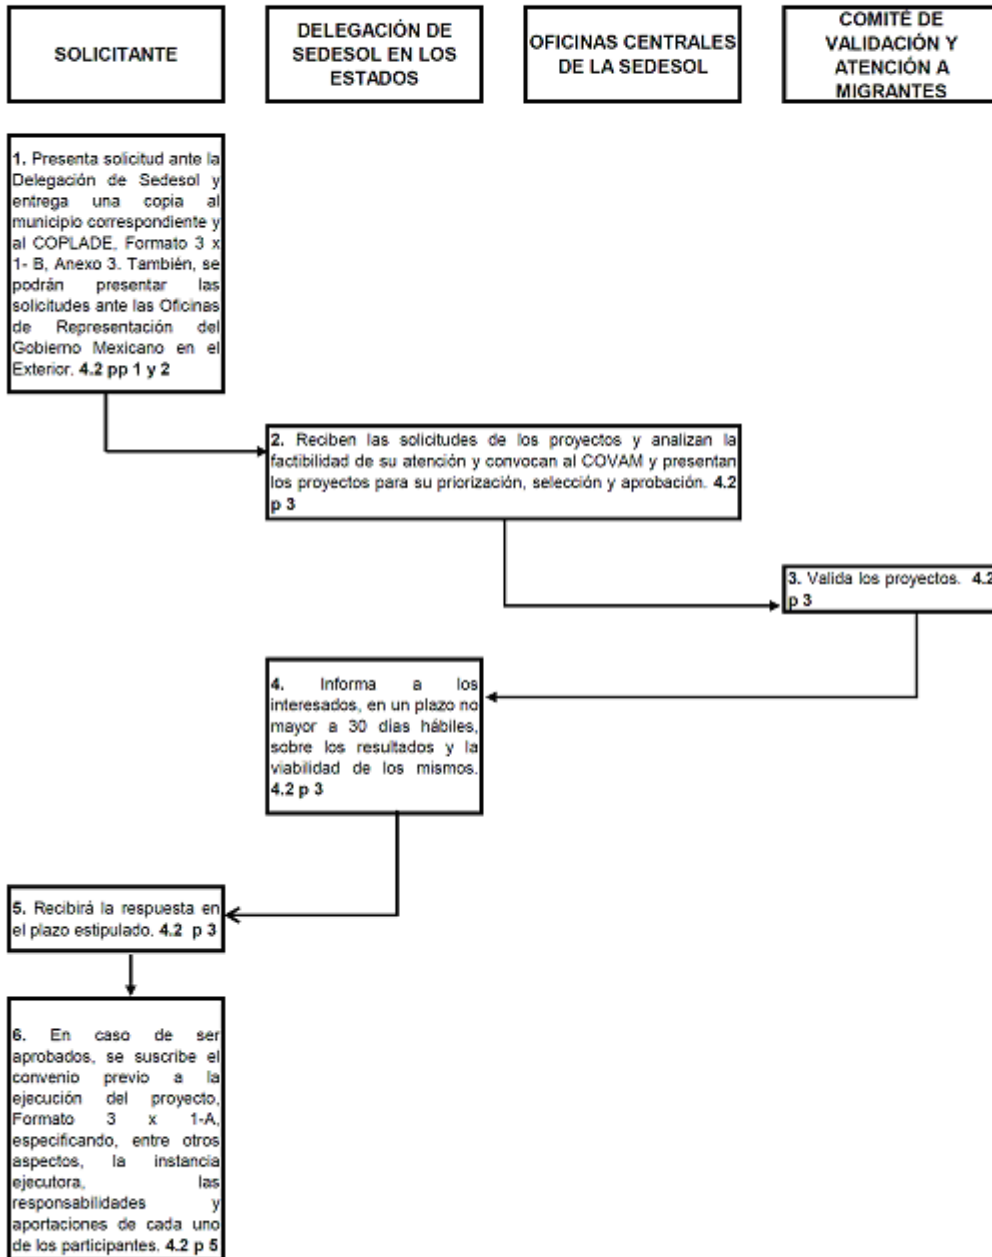 SOLICITANTE
DELEGACIÓN DE
SEDESOL EN LOS
ESTADOS
OFICINAS CENTRALES
DE LA SEDESOL
COMITÉ DE
VALIDACIÓN Y
ATENCIÓN A
MIGRANTES
1. Presenta solicitud ante la
Delegación de Sedesol y
entrega una copia al
municipio correspondiente y
al COPLADE, Formato 3 x
1- B, Anexo 3. También, se
podrán presentar las
solicitudes ante las Oficinas
de Representación del
Gobierno Mexicano en el
Exterior. 4.2 pp 1 y 2
2. Reciben las solicitudes de los proyectos y analizan la
factibilidad de su atención y convocan al COVAM y presentan
los proyectos para su priorización, selección y aprobación. 4.2
p 3
3. Valida los proyectos. 4.2
p 3
4. Informa a los
interesados, en un plazo no
mayor a 30 días hábiles,
sobre los resultados y la
viabilidad de los mismos.
4.2 p 3
5. Recibirá la respuesta en
el plazo estipulado. 4.2 p 3
6. En caso de ser
aprobados, se suscribe el
convenio previo a la
ejecución del proyecto,
Formato 3 x 1-A,
especificando, entre otros
aspectos, la instancia
ejecutora, las
responsabilidades y
aportaciones de cada uno
de los participantes. 4.2 p 5